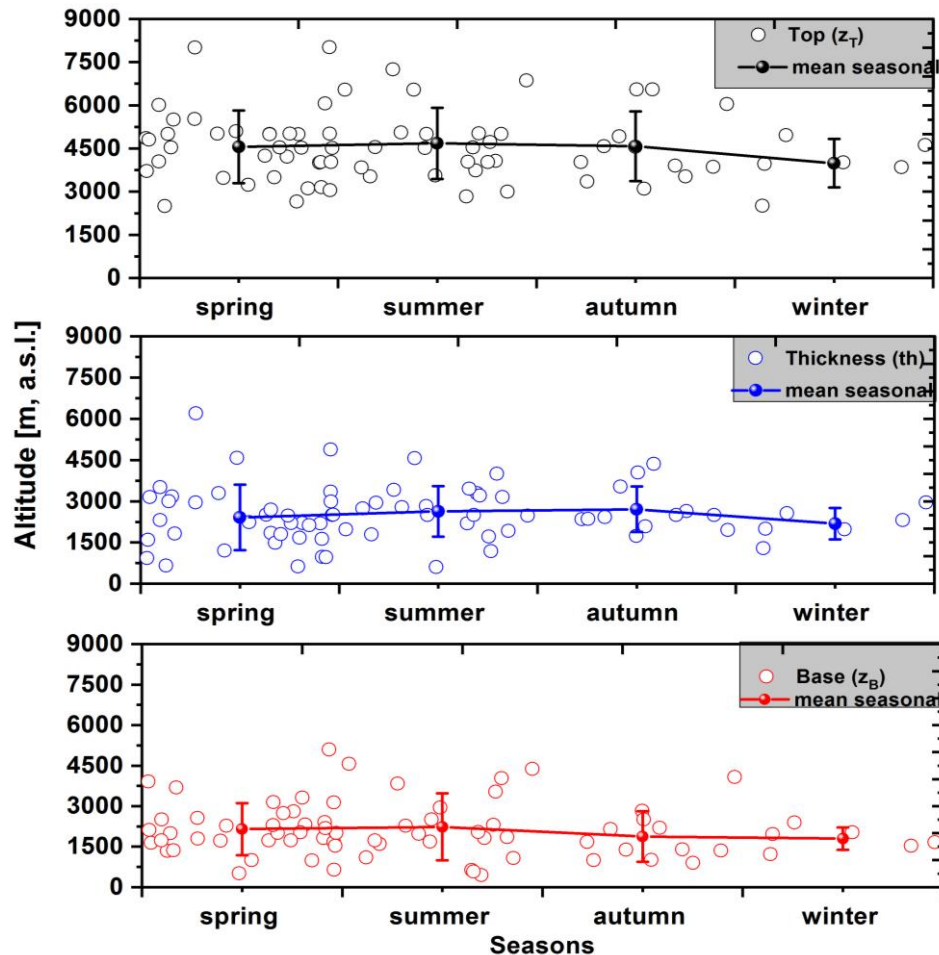 Altitude [m, a.s.l.]
9000
7500
6000
4500
3000
1500
0
Top (z_T)
mean seasonal
spring summer autumn winter
9000
7500
6000
4500
3000
1500
0
Thickness (th)
mean seasonal
spring summer autumn winter
9000
7500
6000
4500
3000
1500
0
Base (z_B)
mean seasonal
spring summer autumn winter
Seasons